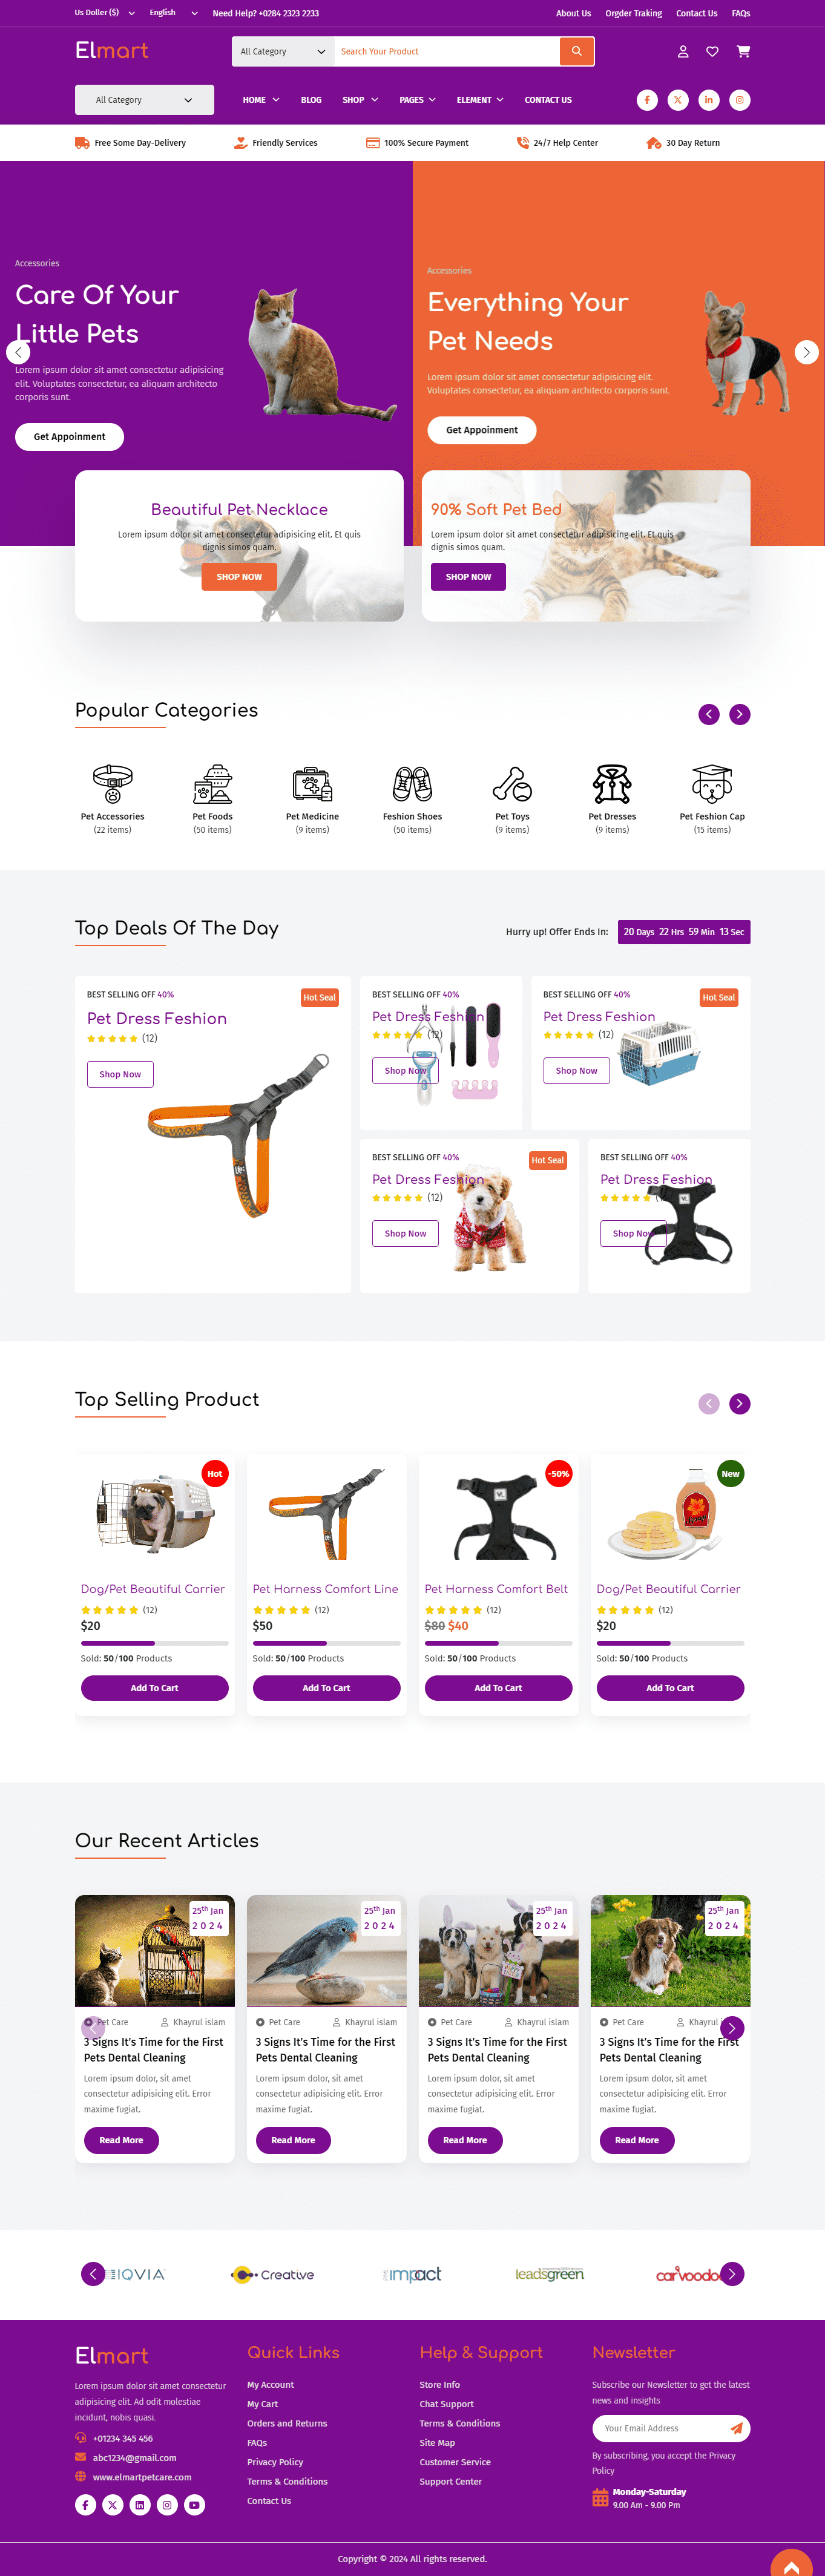 Us Doller ($) English Need Help? +0284 2323 2233 About Us Orgder Traking Contact Us FAQs
Elmart All Category Search Your Product
All Category HOME BLOG SHOP PAGES ELEMENT CONTACT US
Free Some Day-Delivery Friendly Services 100% Secure Payment 24/7 Help Center 30 Day Return
Accessories
Care Of Your
Little Pets
Lorem ipsum dolor sit amet consectetur adipisicing
elit. Voluptates consectetur, ea aliquam architecto
corporis sunt.
Get Appoinment
Accessories
Everything Your
Pet Needs
Lorem ipsum dolor sit amet consectetur adipisicing elit.
Voluptates consectetur, ea aliquam architecto corporis sunt.
Get Appoinment
Beautiful Pet Necklace
Lorem ipsum dolor sit amet consectetur adipisicing elit. Et quis
dignis simos quam.
SHOP NOW
90% Soft Pet Bed
Lorem ipsum dolor sit amet consectetur adipisicing elit. Et quis
dignis simos quam.
SHOP NOW
Popular Categories
Pet Accessories Pet Foods Pet Medicine Feshion Shoes Pet Toys Pet Dresses Pet Feshion Cap
(22 items) (50 items) (9 items) (50 items) (9 items) (9 items) (15 items)
Top Deals Of The Day Hurry up! Offer Ends In: 20 Days 22 Hrs 59 Min 13 Sec
BEST SELLING OFF 40% Hot Seal
Pet Dress Feshion
(12)
Shop Now
BEST SELLING OFF 40%
Pet Dress Feshion
(12)
Shop Now
BEST SELLING OFF 40% Hot Seal
Pet Dress Feshion
(12)
Shop Now
BEST SELLING OFF 40% Hot Seal
Pet Dress Feshion
(12)
Shop Now
BEST SELLING OFF 40%
Pet Dress Feshion
Shop Now
Top Selling Product
Hot
Dog/Pet Beautiful Carrier
(12)
$20
Sold: 50/100 Products
Add To Cart
Pet Harness Comfort Line
(12)
$50
Sold: 50/100 Products
Add To Cart
-50%
Pet Harness Comfort Belt
(12)
$80 $40
Sold: 50/100 Products
Add To Cart
New
Dog/Pet Beautiful Carrier
(12)
$20
Sold: 50/100 Products
Add To Cart
Our Recent Articles
25th Jan
2024
Pet Care Khayrul islam
3 Signs It's Time for the First
Pets Dental Cleaning
Lorem ipsum dolor, sit amet
consectetur adipisicing elit. Error
maxime fugiat.
Read More
25th Jan
2024
Pet Care Khayrul islam
3 Signs It's Time for the First
Pets Dental Cleaning
Lorem ipsum dolor, sit amet
consectetur adipisicing elit. Error
maxime fugiat.
Read More
25th Jan
2024
Pet Care Khayrul islam
3 Signs It's Time for the First
Pets Dental Cleaning
Lorem ipsum dolor, sit amet
consectetur adipisicing elit. Error
maxime fugiat.
Read More
25th Jan
2024
Pet Care Khayrul
3 Signs It's Time for the First
Pets Dental Cleaning
Lorem ipsum dolor, sit amet
consectetur adipisicing elit. Error
maxime fugiat.
Read More
IQVIA Creative impact leadsgreen carvoodoo
Elmart
Lorem ipsum dolor sit amet consectetur
adipisicing elit. Ad odit molestiae
incidunt, nobis quasi.
+01234 345 456
abc1234@gmail.com
www.elmartpetcare.com
Quick Links
My Account
My Cart
Orders and Returns
FAQs
Privacy Policy
Terms & Conditions
Contact Us
Help & Support
Store Info
Chat Support
Terms & Conditions
Site Map
Customer Service
Support Center
Newsletter
Subscribe our Newsletter to get the latest
news and insights
Your Email Address
By subscribing, you accept the Privacy
Policy
Monday-Saturday
9.00 Am - 9.00 Pm
Copyright © 2024 All rights reserved.